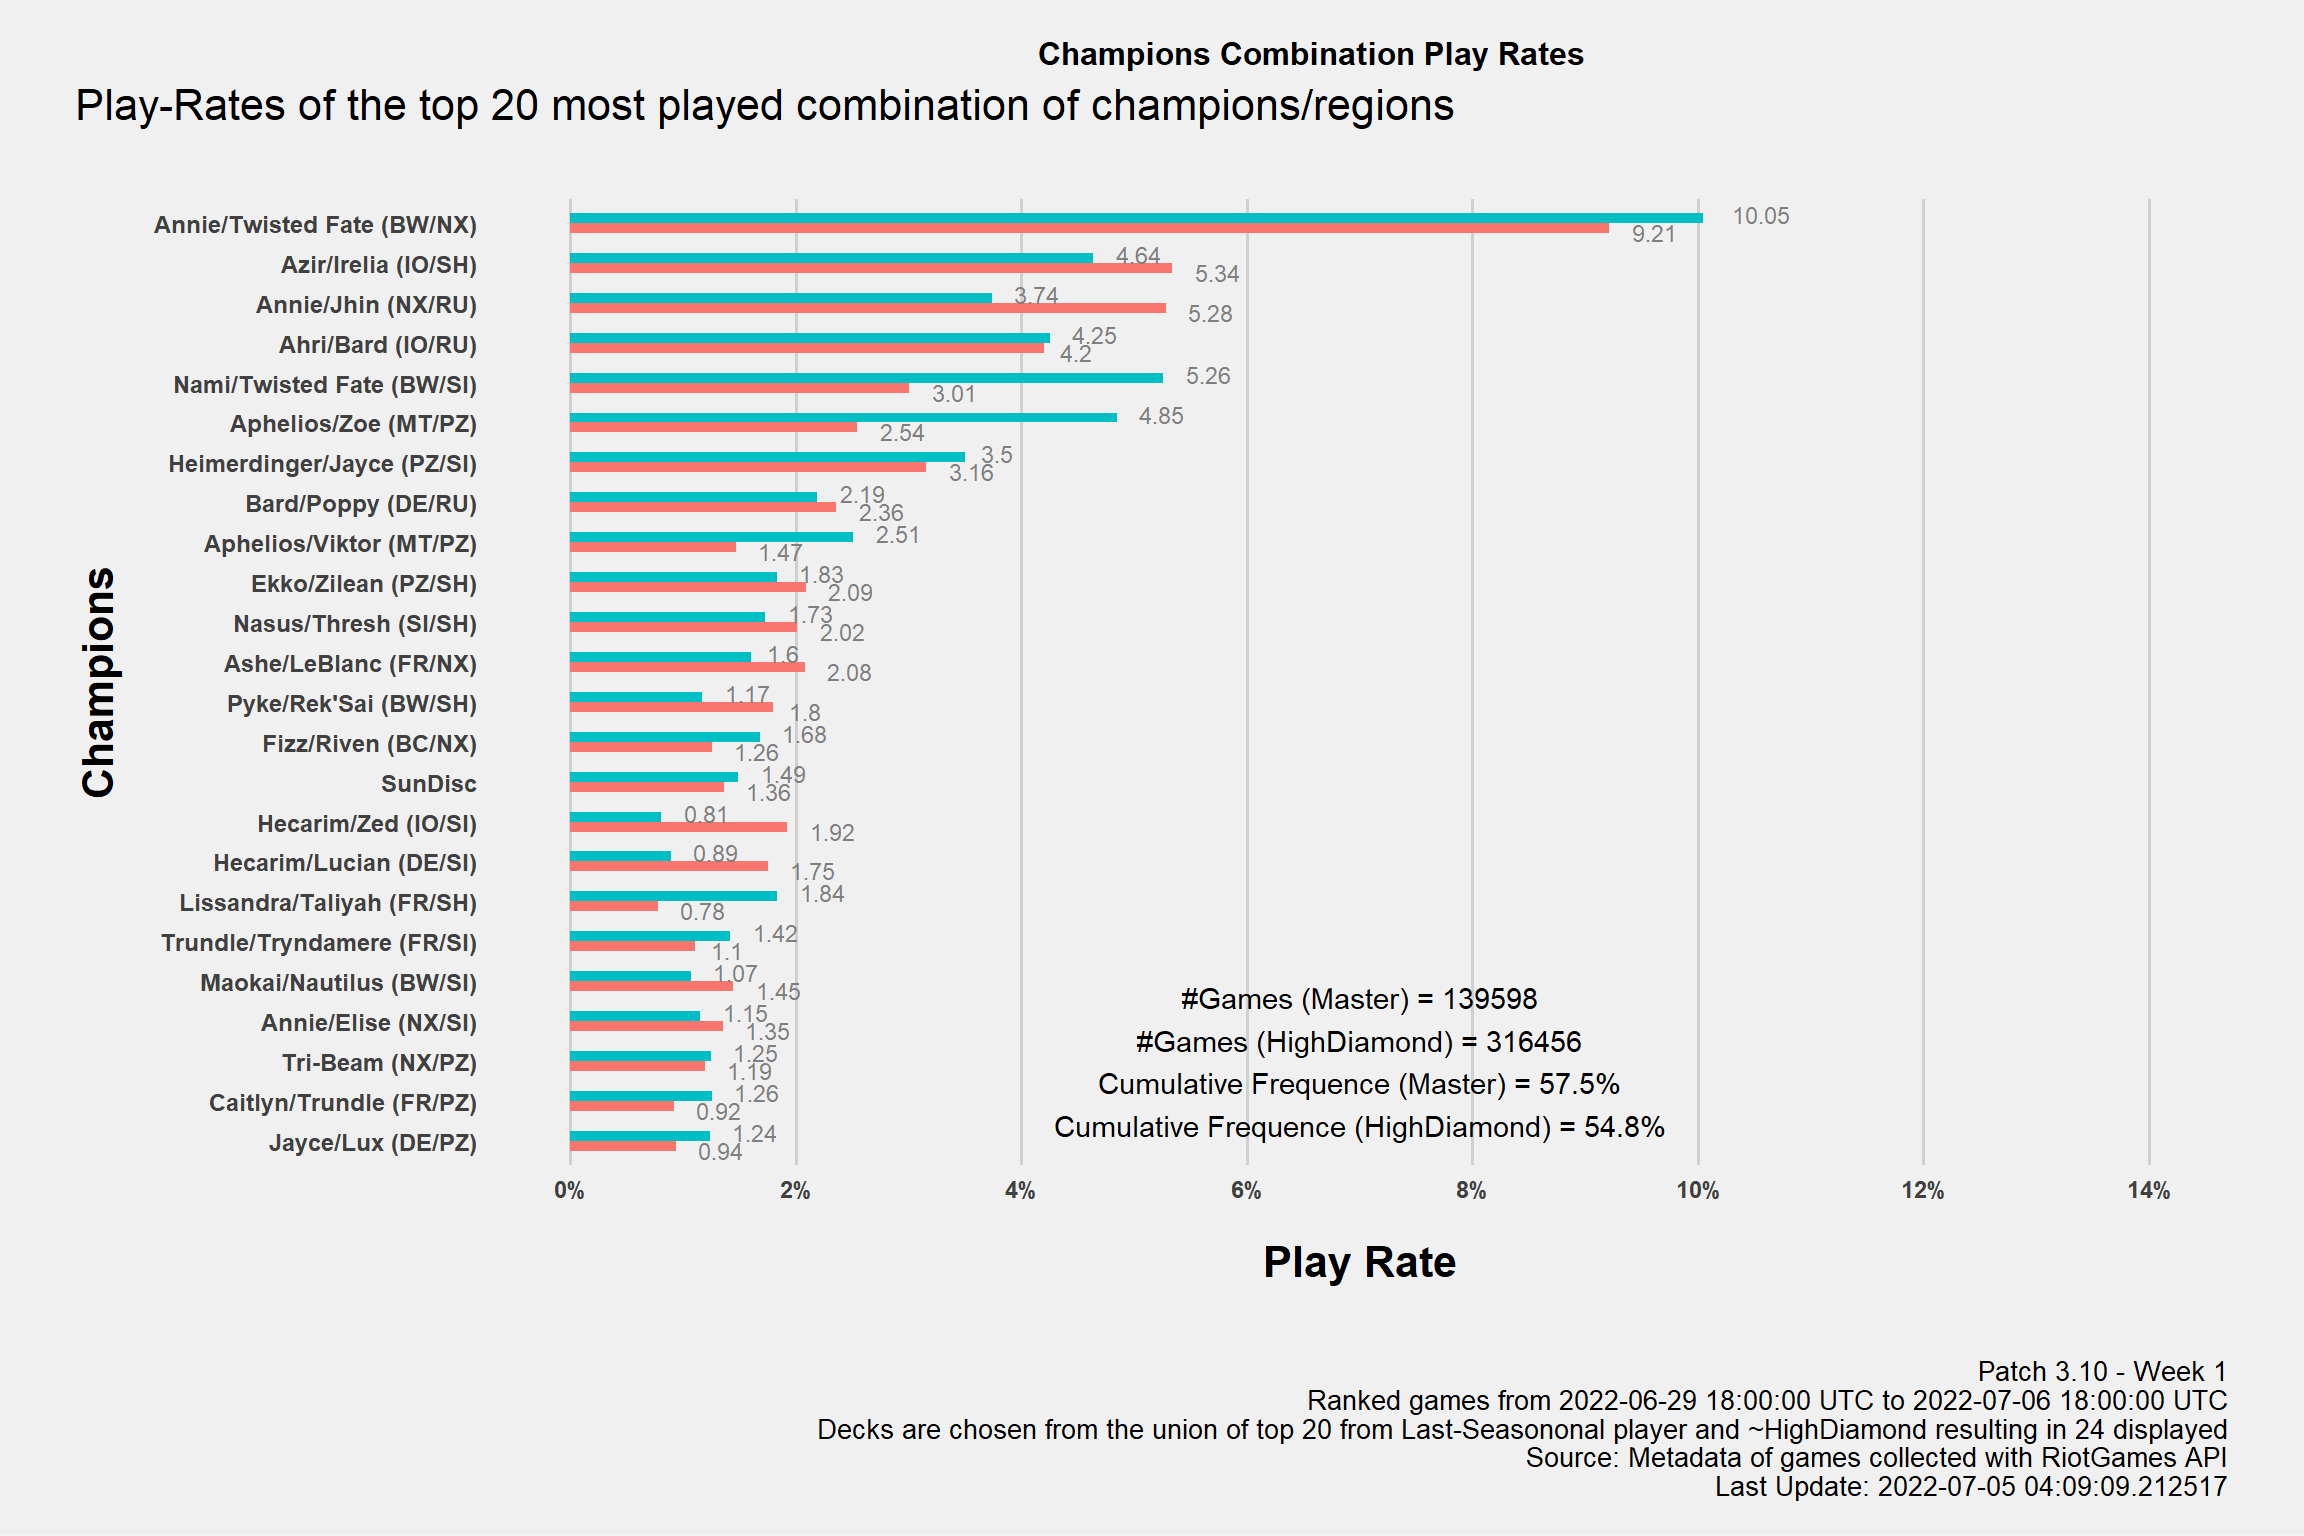 Champions Combination Play Rates
Play-Rates of the top 20 most played combination of champions/regions
Champions
Annie/Twisted Fate (BW/NX)
10.05
9.21
Azir/Irelia (IO/SH)
4.64
5.34
Annie/Jhin (NX/RU)
3.74
5.28
Ahri/Bard (IO/RU)
4.25
4.2
Nami/Twisted Fate (BW/SI)
5.26
3.01
Aphelios/Zoe (MT/PZ)
4.85
2.54
Heimerdinger/Jayce (PZ/SI)
3.5
3.16
Bard/Poppy (DE/RU)
2.19
2.36
Aphelios/Viktor (MT/PZ)
2.51
1.47
Ekko/Zilean (PZ/SH)
1.83
2.09
Nasus/Thresh (SI/SH)
1.73
2.02
Ashe/LeBlanc (FR/NX)
1.6
2.08
Pyke/Rek'Sai (BW/SH)
1.17
1.8
Fizz/Riven (BC/NX)
1.68
1.26
SunDisc
1.49
1.36
Hecarim/Zed (IO/SI)
0.81
1.92
Hecarim/Lucian (DE/SI)
0.89
1.75
Lissandra/Taliyah (FR/SH)
1.84
0.78
Trundle/Tryndamere (FR/SI)
1.42
1.1
Maokai/Nautilus (BW/SI)
1.07
1.45
Annie/Elise (NX/SI)
1.15
1.35
Tri-Beam (NX/PZ)
1.25
1.19
Caitlyn/Trundle (FR/PZ)
1.26
0.92
Jayce/Lux (DE/PZ)
1.24
0.94
#Games (Master) = 139598
#Games (HighDiamond) = 316456
Cumulative Frequence (Master) = 57.5%
Cumulative Frequence (HighDiamond) = 54.8%
0% 2% 4% 6% 8% 10% 12% 14%
Play Rate
Patch 3.10 - Week 1
Ranked games from 2022-06-29 18:00:00 UTC to 2022-07-06 18:00:00 UTC
Decks are chosen from the union of top 20 from Last-Seasononal player and ~HighDiamond resulting in 24 displayed
Source: Metadata of games collected with RiotGames API
Last Update: 2022-07-05 04:09:09.212517